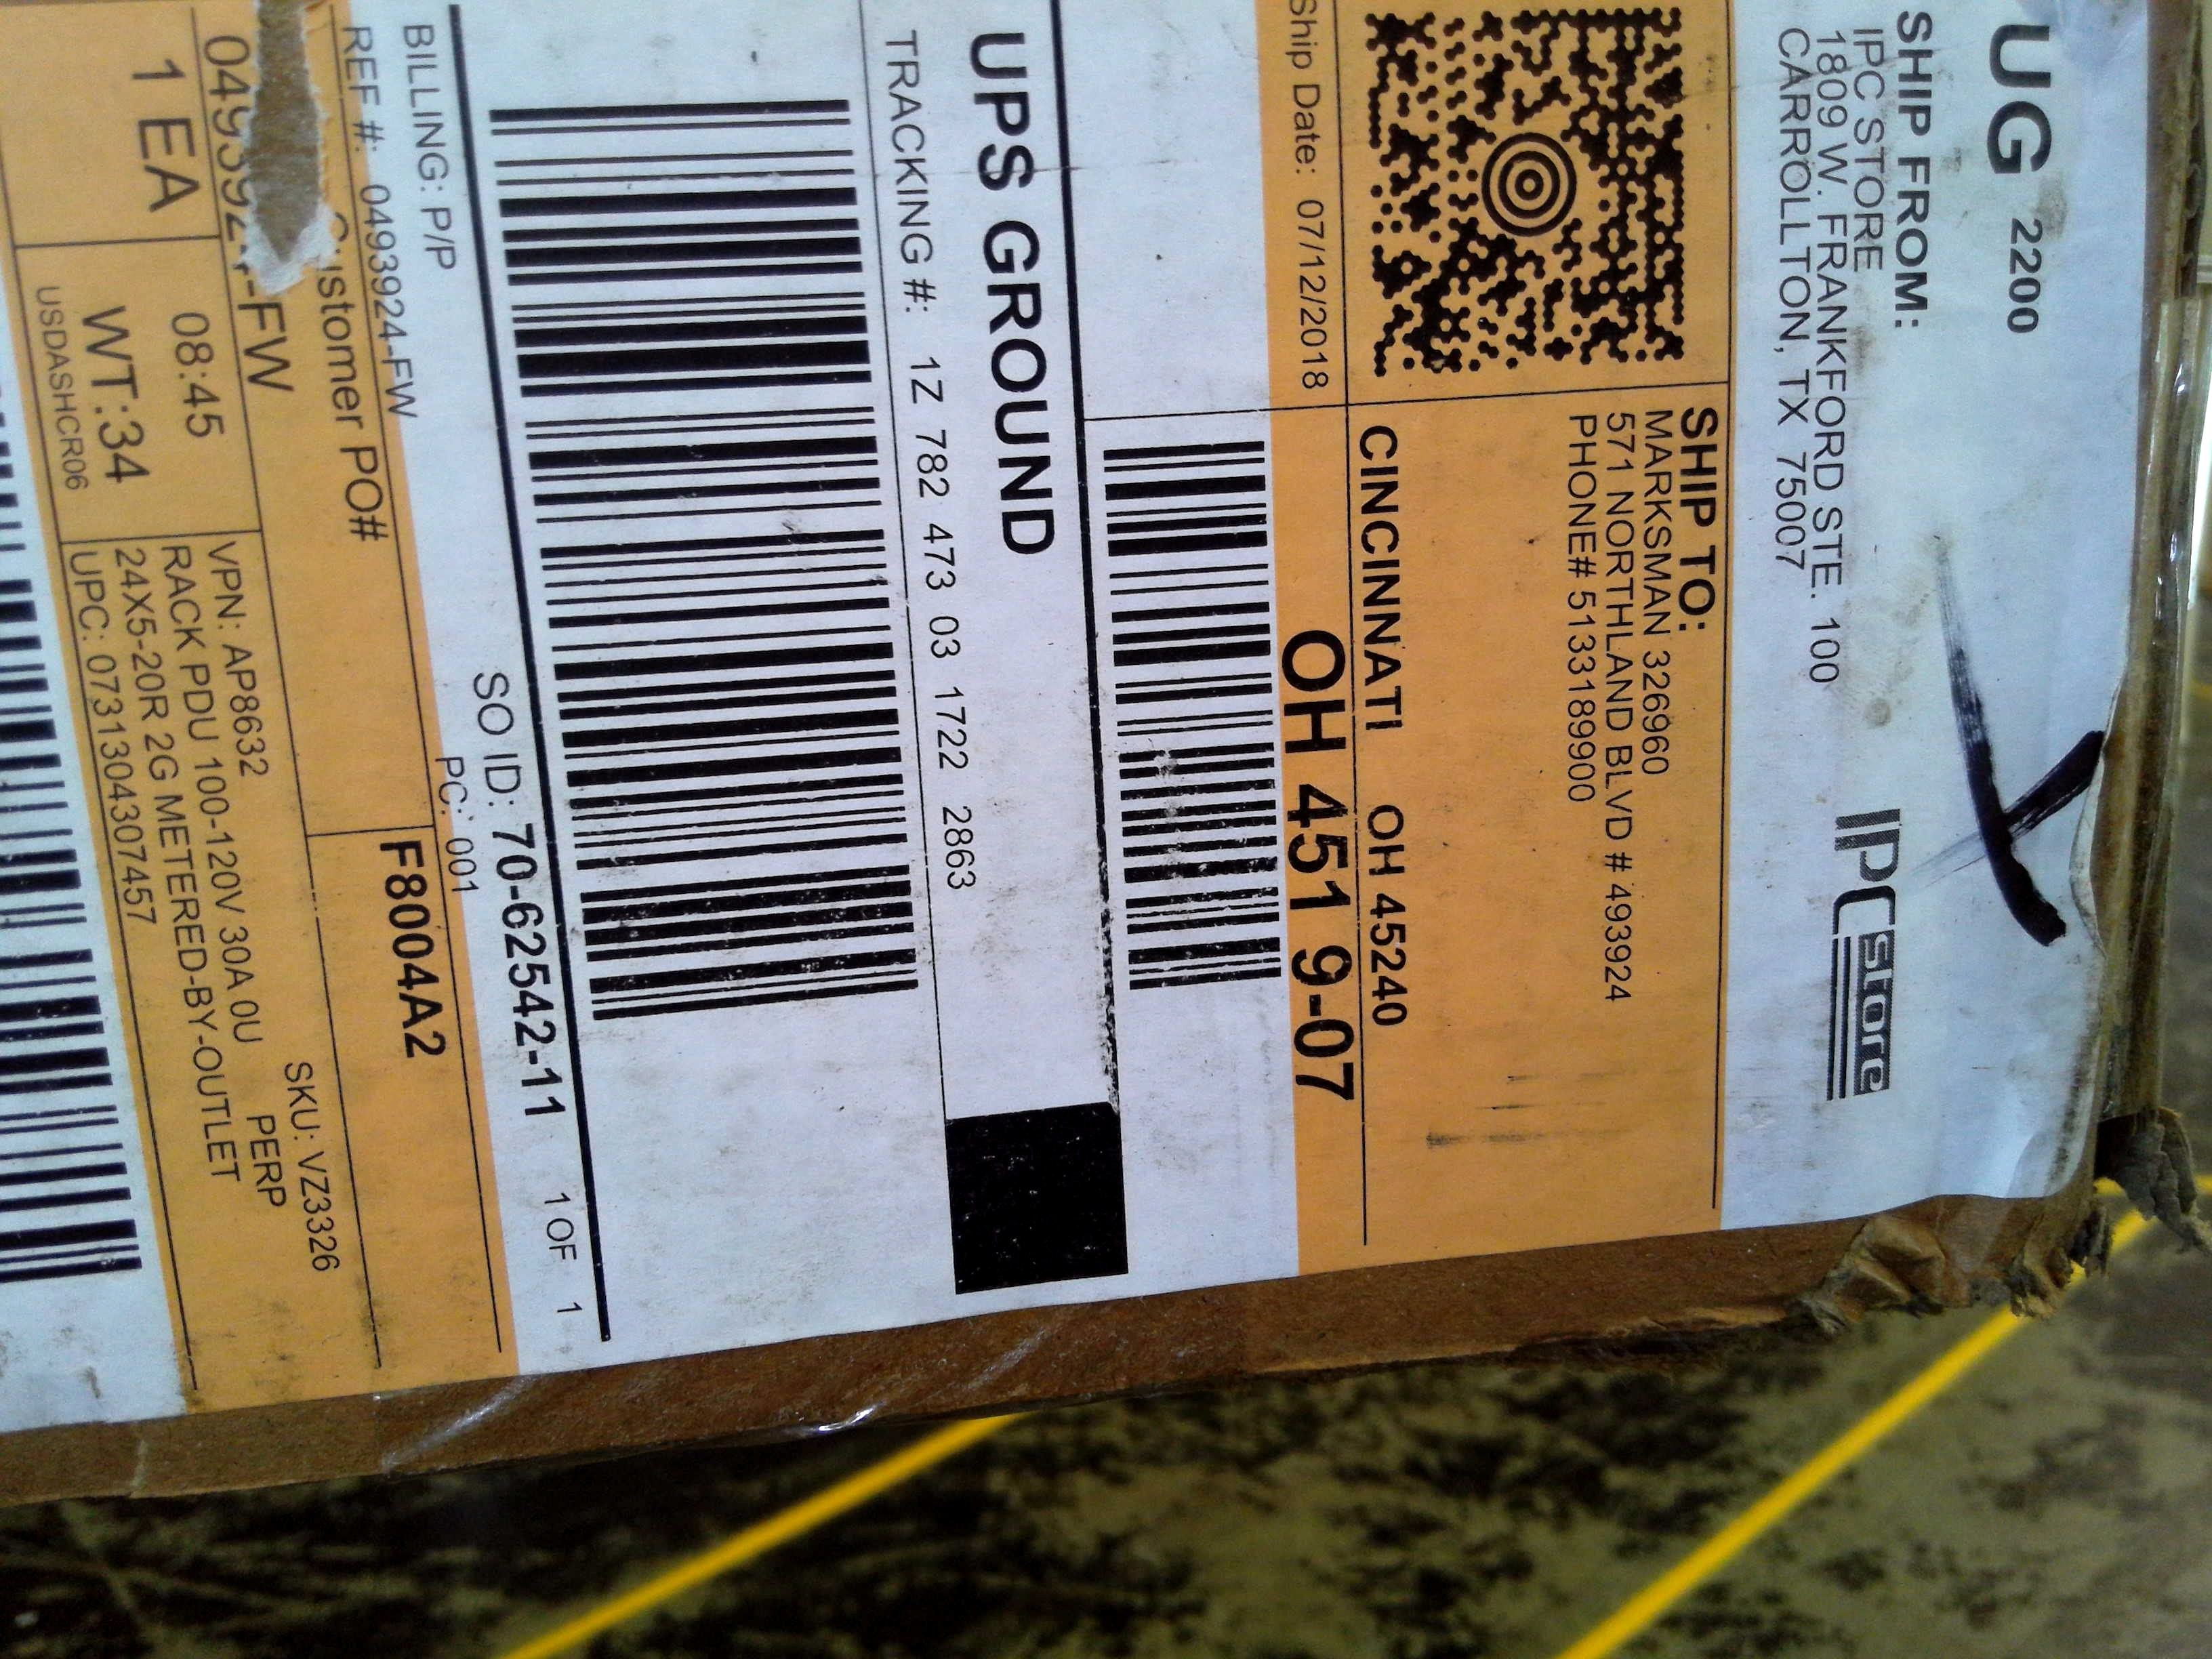 UG 2200
SHIP FROM:
IPC STORE
1809 W. FRANKFORD STE. 100
CARROLLTON, TX 75007
IPC store
SHIP TO:
MARKSMAN 326960
571 NORTHLAND BLVD # 493924
PHONE# 5133189900
CINCINNATI OH 45240
Ship Date: 07/12/2018
OH 451 9-07
UPS GROUND
TRACKING #: 1Z 782 473 03 1722 2863
SO ID: 70-62542-11 1 OF 1
BILLING: P/P
PC: 001
REF #: 0493924-FW
F8004A2
Customer PO#
0493924-FW
SKU: VZ3326
1 EA
08:45
WT:34
USDASHCR06
VPN: AP8632
PERP
RACK PDU 100-120V 30A 0U
24X5-20R 2G METERED-BY-OUTLET
UPC: 0731304307457